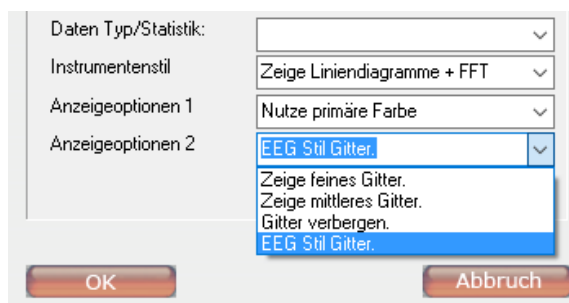 Daten Typ/Statistik:
Instrumentenstil Zeige Liniendiagramme + FFT
Anzeigeoptionen 1 Nutze primäre Farbe
Anzeigeoptionen 2 EEG Stil Gitter.
Zeige feines Gitter.
Zeige mittleres Gitter.
Gitter verbergen.
EEG Stil Gitter.
OK Abbruch